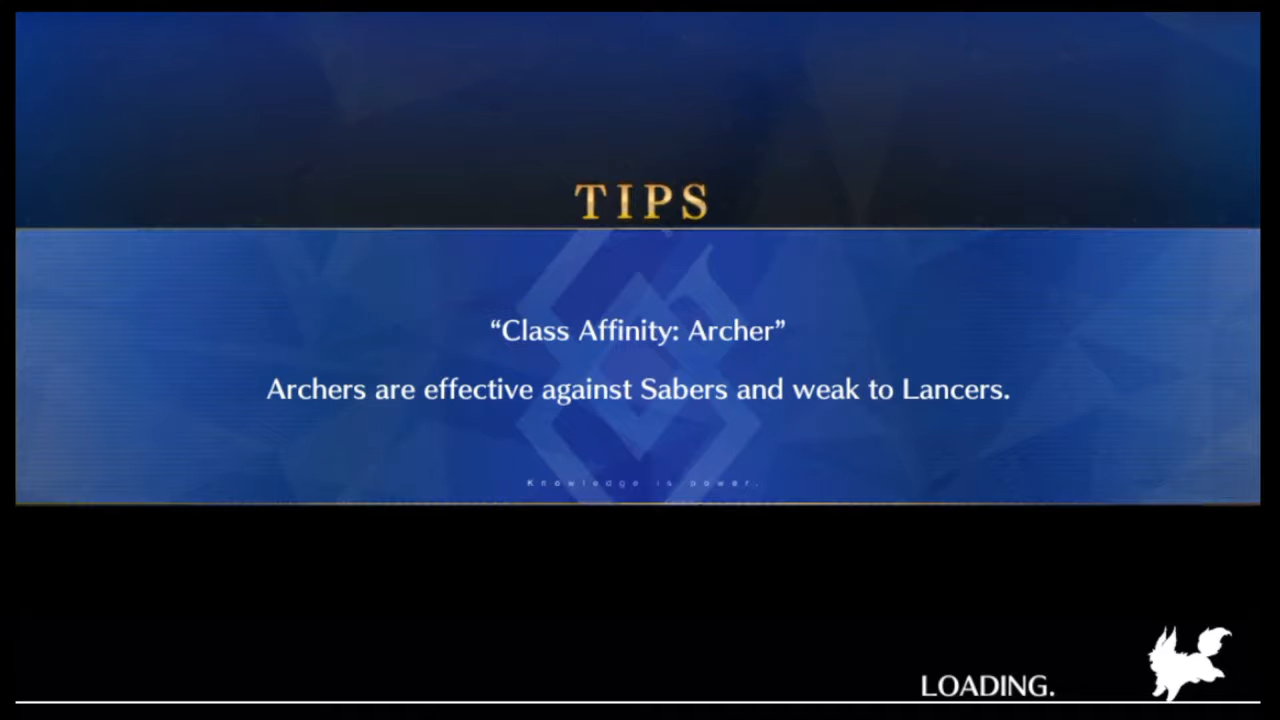 TIPS
“Class Affinity: Archer”
Archers are effective against Sabers and weak to Lancers.
Knowledge is power.
LOADING.